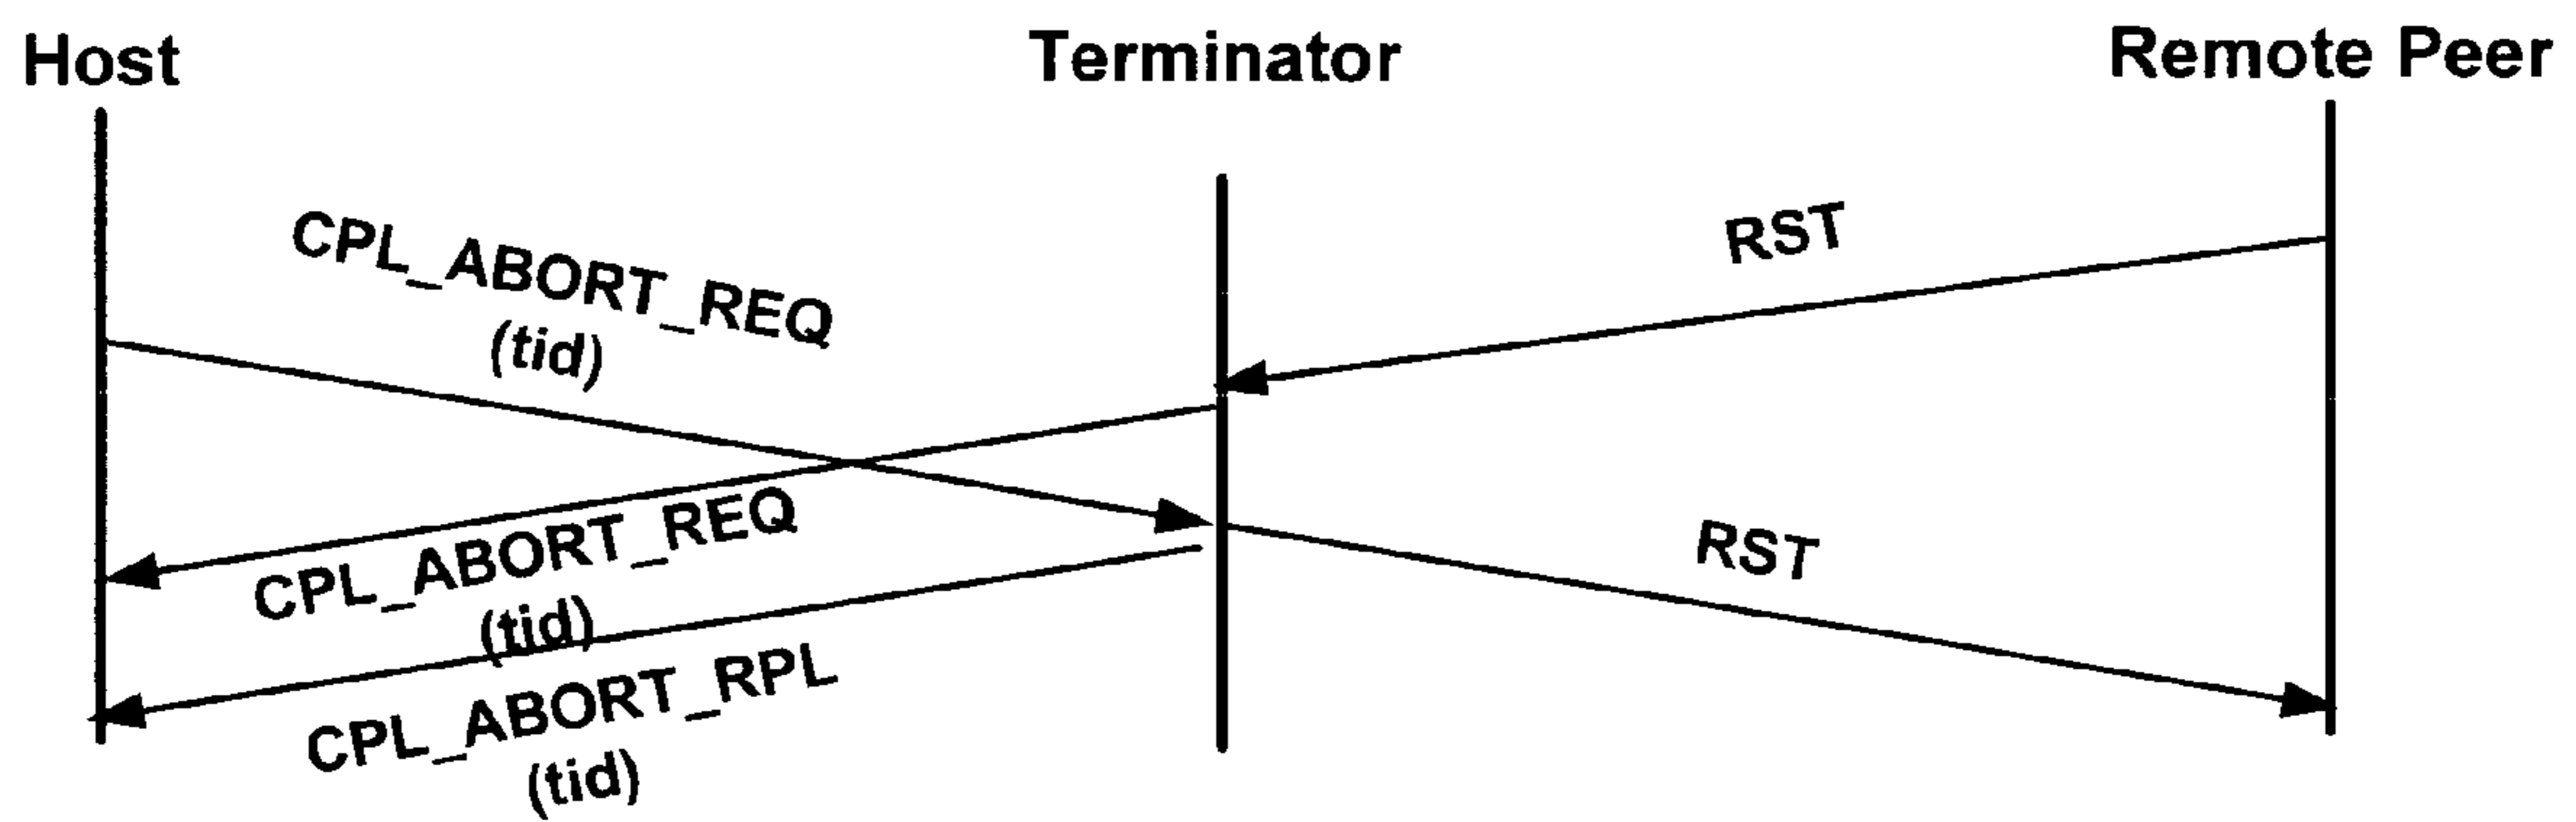 Host
Terminator
Remote Peer
CPL_ABORT_REQ
(tid)
RST
CPL_ABORT_REQ
(tid)
RST
CPL_ABORT_RPL
(tid)